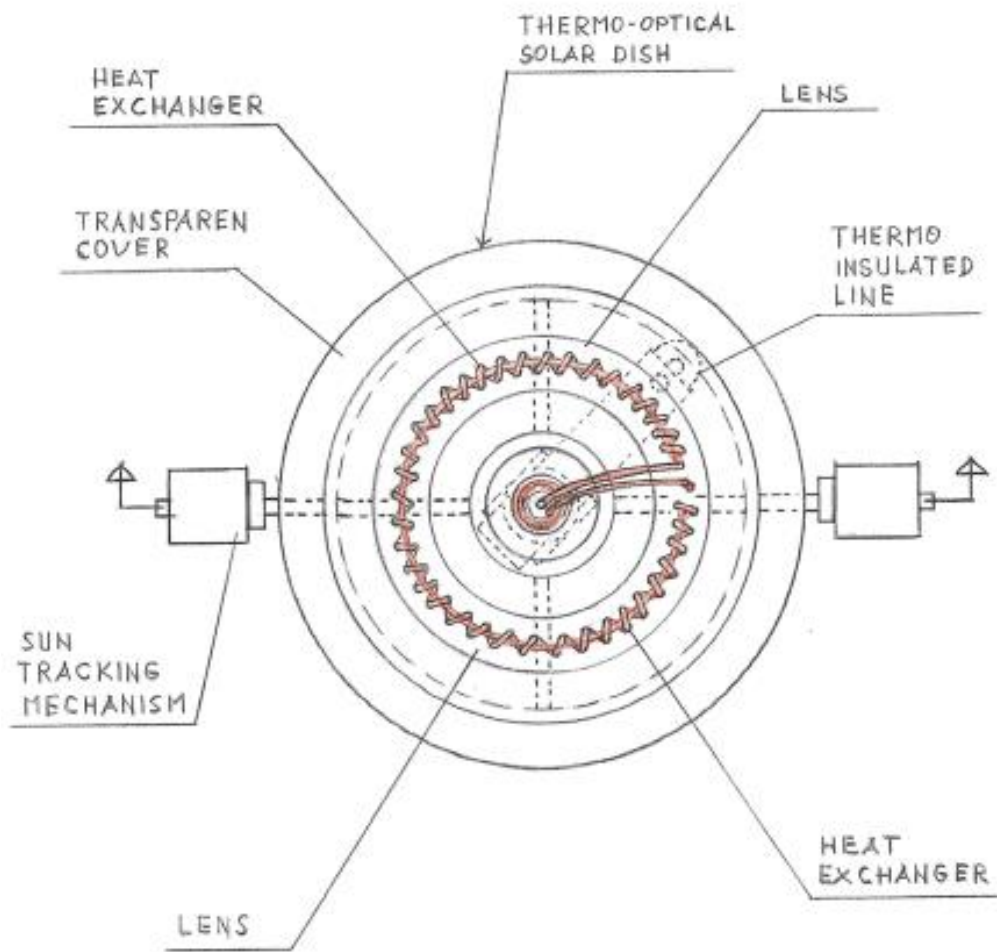 THERMO-OPTICAL
SOLAR DISH
HEAT
EXCHANGER
LENS
TRANSPAREN
COVER
THERMO
INSULATED
LINE
SUN
TRACKING
MECHANISM
HEAT
EXCHANGER
LENS